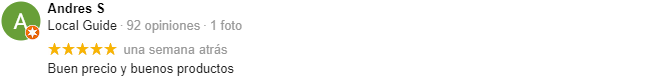 A
Andres S
Local Guide · 92 opiniones · 1 foto
una semana atrás
Buen precio y buenos productos